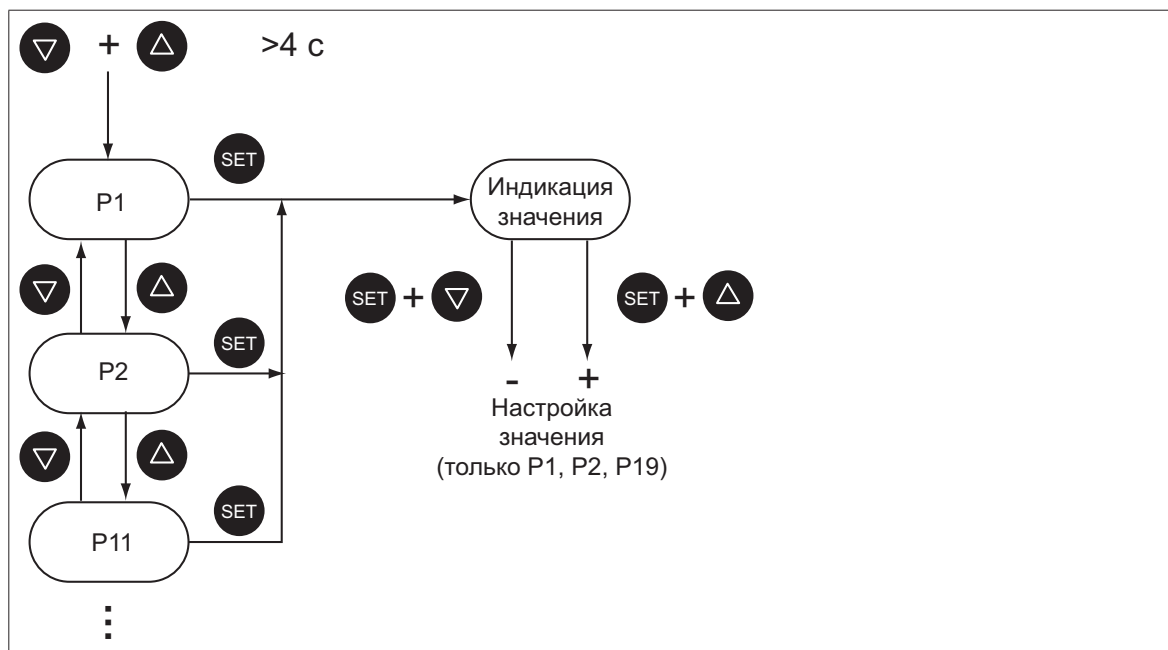 + >4 с
SET
P1
Индикация
значения
SET + SET +
SET
P2
- +
Настройка
значения
(только P1, P2, P19)
SET
P11